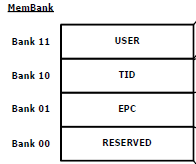 MemBank
Bank 11 USER
Bank 10 TID
Bank 01 EPC
Bank 00 RESERVED